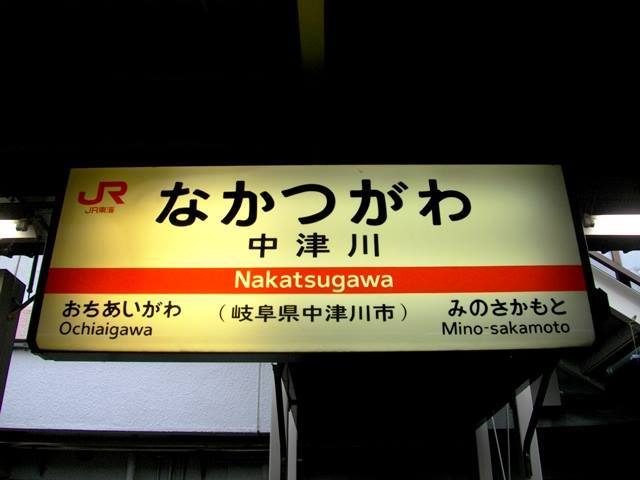 JR
JR東海
なかつがわ
中津川
Nakatsugawa
おちあいがわ
Ochiaigawa
(岐阜県中津川市)
みのさかもと
Mino-sakamoto